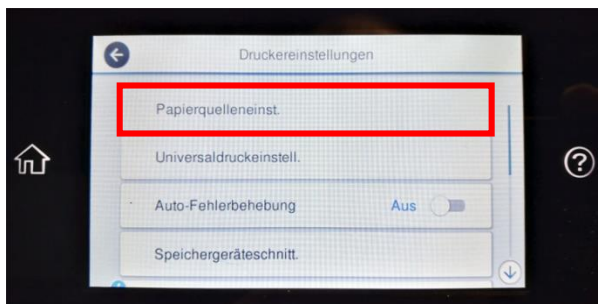 Druckereinstellungen
Papierquelleneinst.
Universaldruckeinstell.
Auto-Fehlerbehebung Aus
Speichergeräteschnitt.
?